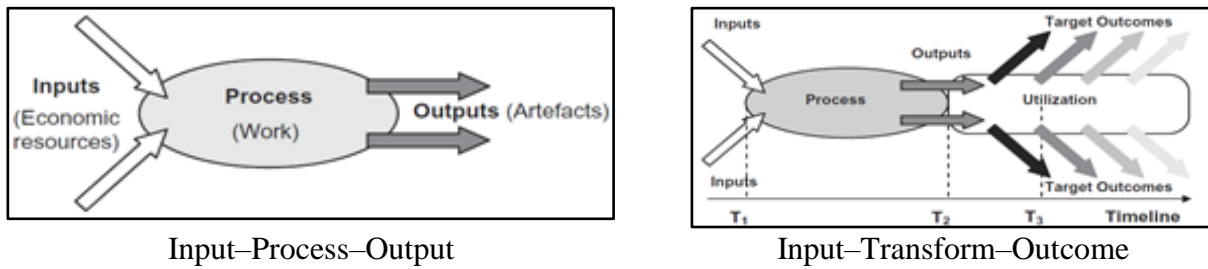 Inputs
(Economic
resources)
Process
(Work)
Outputs (Artefacts)
Input–Process–Output
Inputs
Target Outcomes
Outputs
Process
Utilization
Inputs
Target Outcomes
T1
T2
T3
Timeline
Input–Transform–Outcome